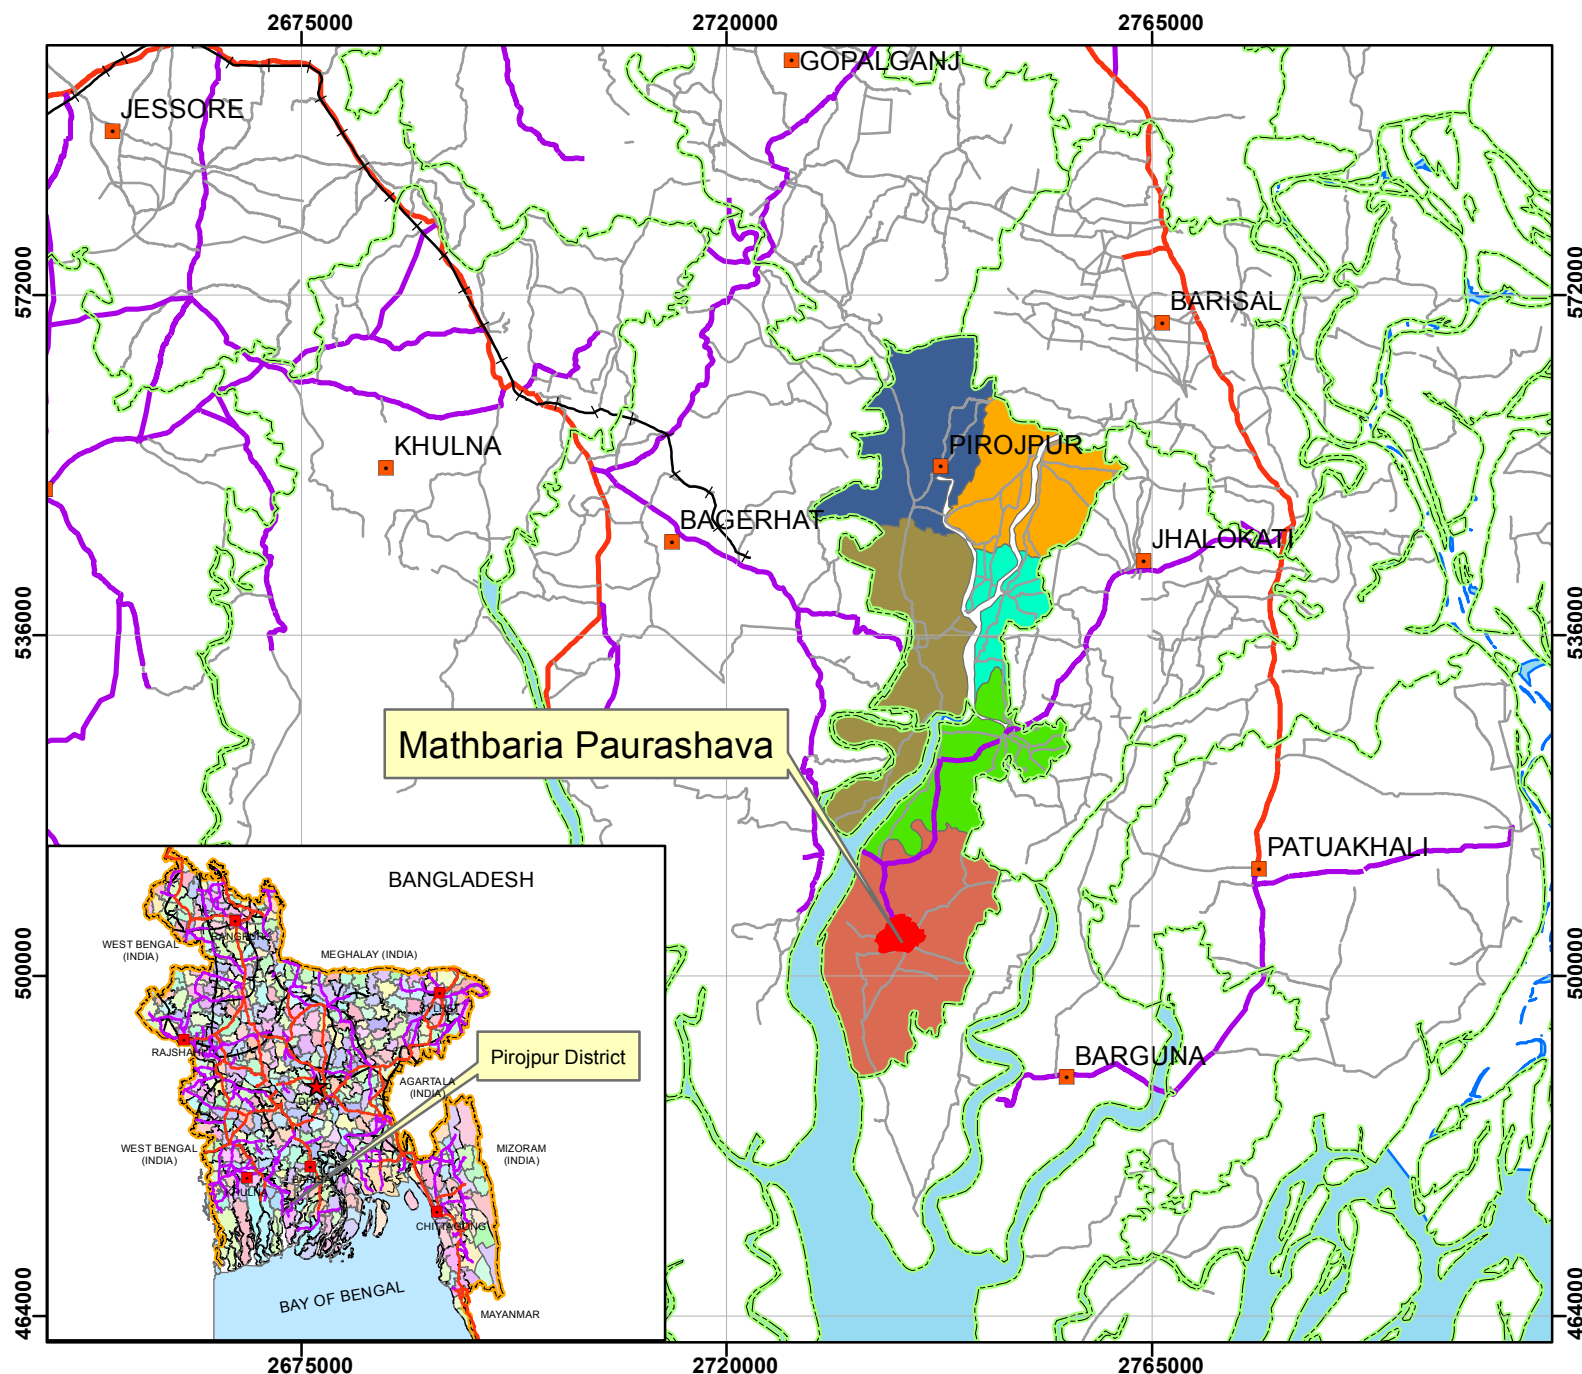 2675000
2720000
2765000
GOPALGANJ
JESSORE
572000
572000
BARISAL
KHULNA
PIROJPUR
BAGERHAT
JHALOKATI
536000
536000
Mathbaria Paurashava
PATUAKHALI
BANGLADESH
WEST BENGAL
(INDIA)
MEGHALAY (INDIA)
500000
500000
RAJSHAHI
Pirojpur District
BARGUNA
AGARTALA
(INDIA)
DHAKA
WEST BENGAL
(INDIA)
MIZORAM
(INDIA)
KHULNA
BARISAL
CHITTAGONG
BAY OF BENGAL
MAYANMAR
464000
464000
2675000
2720000
2765000